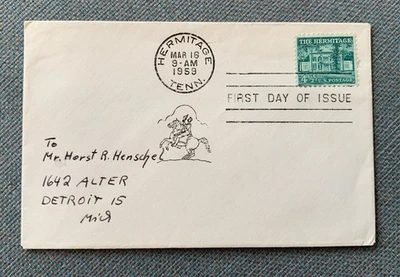 HERMITAGE
MAR 16
9-AM
1959
TENN.
THE HERMITAGE
U.S. POSTAGE
FIRST DAY OF ISSUE
To
Mr. Horst R. Henschel
1642 ALTER
DETROIT 15
Mich